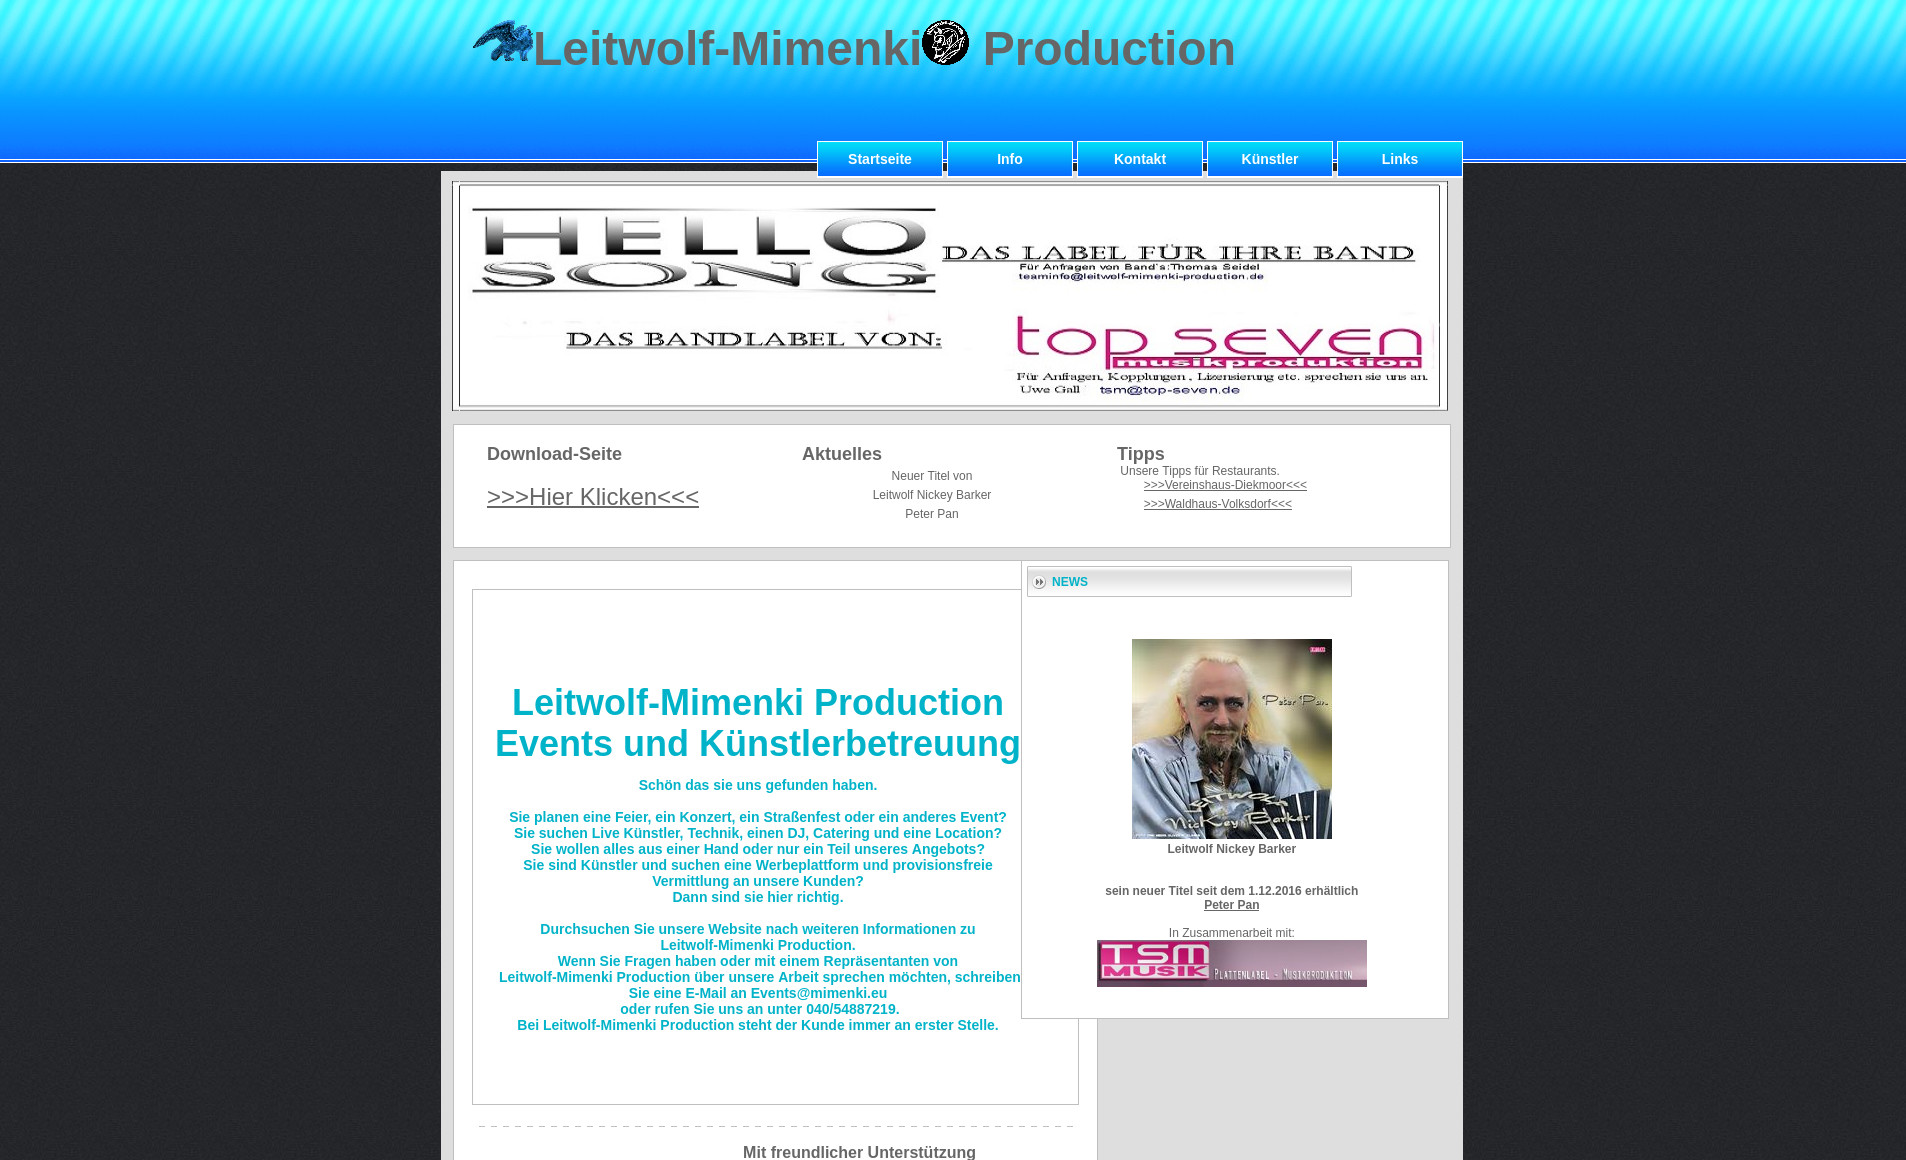 Leitwolf-Mimenki Production
Startseite
Info
Kontakt
Künstler
Links
HELLO
SONG
DAS LABEL FÜR IHRE BAND
Für Anfragen von Band's:Thomas Seidel
teaminfo@leitwolf-mimenki-production.de
DAS BANDLABEL VON:
top seven
musikproduktion
Für Anfragen, Kopplungen , Lizensierung etc. sprechen sie uns an.
Uwe Gall tsm@top-seven.de
Download-Seite
>>>Hier Klicken<<<
Aktuelles
Neuer Titel von
Leitwolf Nickey Barker
Peter Pan
Tipps
Unsere Tipps für Restaurants.
>>>Vereinshaus-Diekmoor<<<
>>>Waldhaus-Volksdorf<<<
Leitwolf-Mimenki Production
Events und Künstlerbetreuung
Schön das sie uns gefunden haben.
Sie planen eine Feier, ein Konzert, ein Straßenfest oder ein anderes Event?
Sie suchen Live Künstler, Technik, einen DJ, Catering und eine Location?
Sie wollen alles aus einer Hand oder nur ein Teil unseres Angebots?
Sie sind Künstler und suchen eine Werbeplattform und provisionsfreie
Vermittlung an unsere Kunden?
Dann sind sie hier richtig.
Durchsuchen Sie unsere Website nach weiteren Informationen zu
Leitwolf-Mimenki Production.
Wenn Sie Fragen haben oder mit einem Repräsentanten von
Leitwolf-Mimenki Production über unsere Arbeit sprechen möchten, schreiben
Sie eine E-Mail an Events@mimenki.eu
oder rufen Sie uns an unter 040/54887219.
Bei Leitwolf-Mimenki Production steht der Kunde immer an erster Stelle.
Mit freundlicher Unterstützung
NEWS
Peter Pan
LEITWOLF
NicKey Barker
Leitwolf Nickey Barker
sein neuer Titel seit dem 1.12.2016 erhältlich
Peter Pan
In Zusammenarbeit mit:
TSM
MUSIK
Plattenlabel - Musikproduktion